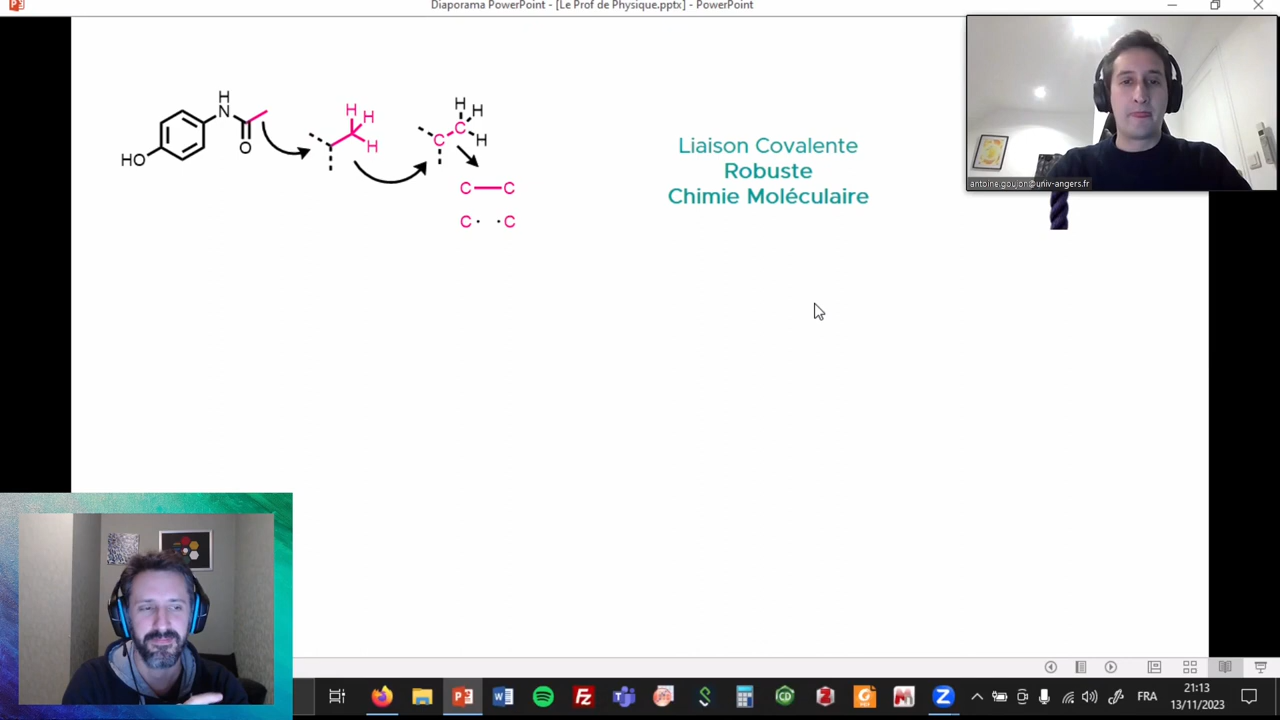 Diaporama PowerPoint - [Le Prof de Physique.pptx] - PowerPoint
antoine.goujon@univ-angers.fr
H
N
HO
O
H
H
H
C
C
H
H
H
C C
C· ·C
Liaison Covalente
Robuste
Chimie Moléculaire
FRA
21:13
13/11/2023